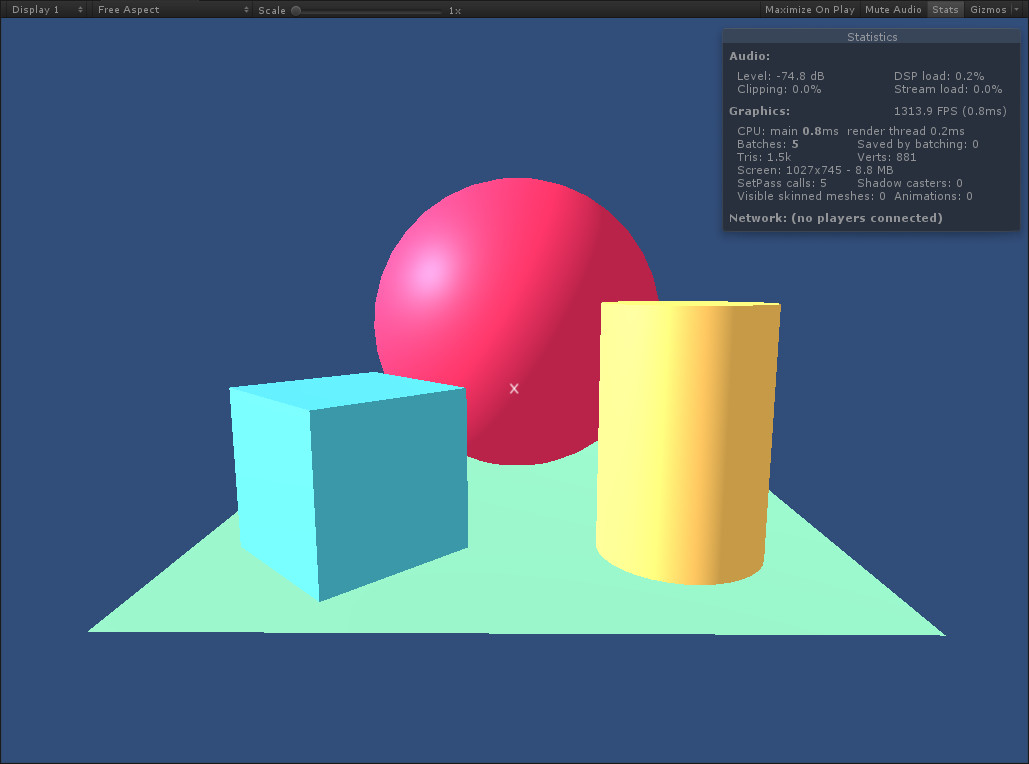 Display 1 Free Aspect Scale 1x Maximize On Play Mute Audio Stats Gizmos
Statistics
Audio:
Level: -74.8 dB DSP load: 0.2%
Clipping: 0.0% Stream load: 0.0%
Graphics: 1313.9 FPS (0.8ms)
CPU: main 0.8ms render thread 0.2ms
Batches: 5 Saved by batching: 0
Tris: 1.5k Verts: 881
Screen: 1027x745 - 8.8 MB
SetPass calls: 5 Shadow casters: 0
Visible skinned meshes: 0 Animations: 0
Network: (no players connected)